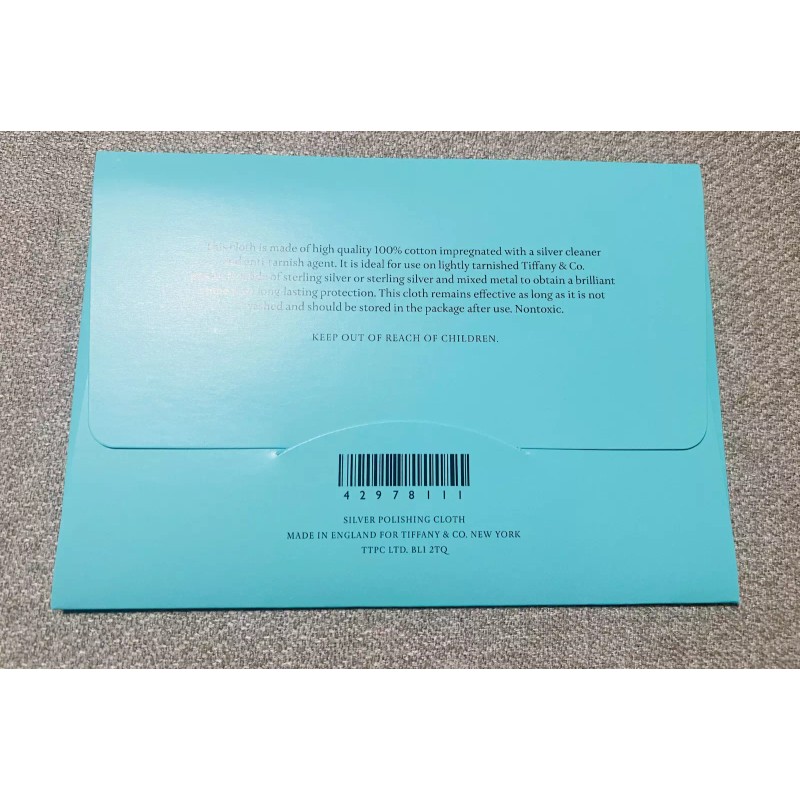 This cloth is made of high quality 100% cotton impregnated with a silver cleaner
tarnish agent. It is ideal for use on lightly tarnished Tiffany & Co.
of sterling silver or sterling silver and mixed metal to obtain a brilliant
long lasting protection. This cloth remains effective as long as it is not
and should be stored in the package after use. Nontoxic.
KEEP OUT OF REACH OF CHILDREN.
42978111
SILVER POLISHING CLOTH
MADE IN ENGLAND FOR TIFFANY & CO. NEW YORK
TTPC LTD. BL1 2TQ